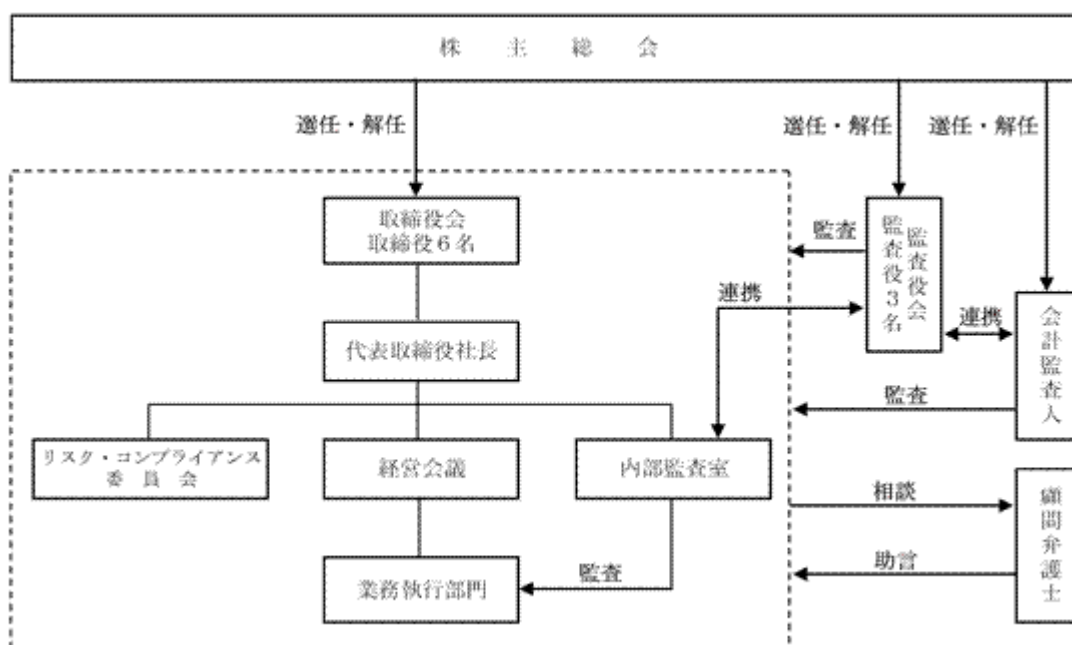 株主総会
選任・解任
選任・解任
選任・解任
取締役会
取締役6名
監査役会
監査役3名
監査
連携
連携
会計監査人
代表取締役社長
監査
リスク・コンプライアンス
委員会
経営会議
内部監査室
相談
顧問弁護士
助言
業務執行部門
監査